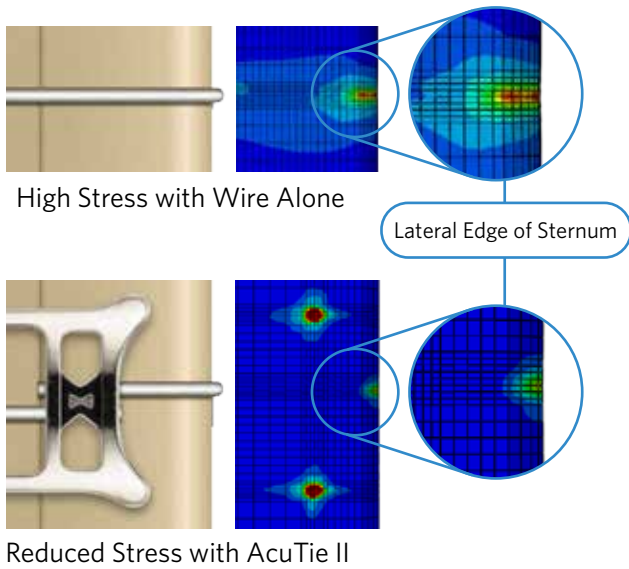 High Stress with Wire Alone
Lateral Edge of Sternum
Reduced Stress with AcuTie II